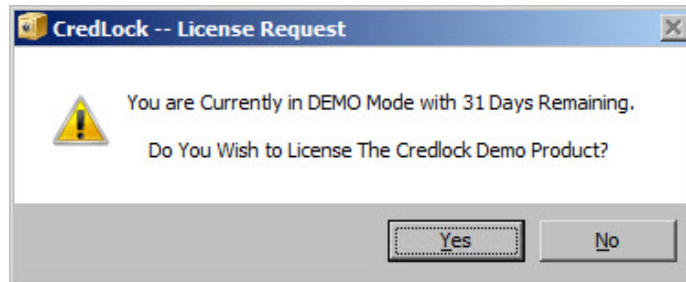 CredLock -- License Request
You are Currently in DEMO Mode with 31 Days Remaining.
Do You Wish to License The Credlock Demo Product?
Yes
No